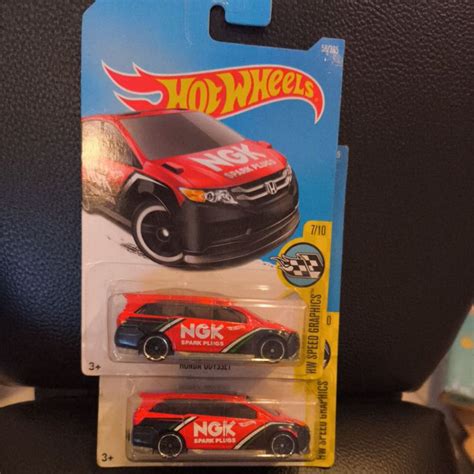 HOT WHEELS
NGK
SPARK PLUGS
7/10
HW SPEED GRAPHICS
NGK
SPARK PLUGS
3+
HONDA ODYSSEY
NGK
SPARK PLUGS
3+
HW SPEED GRAPHICS